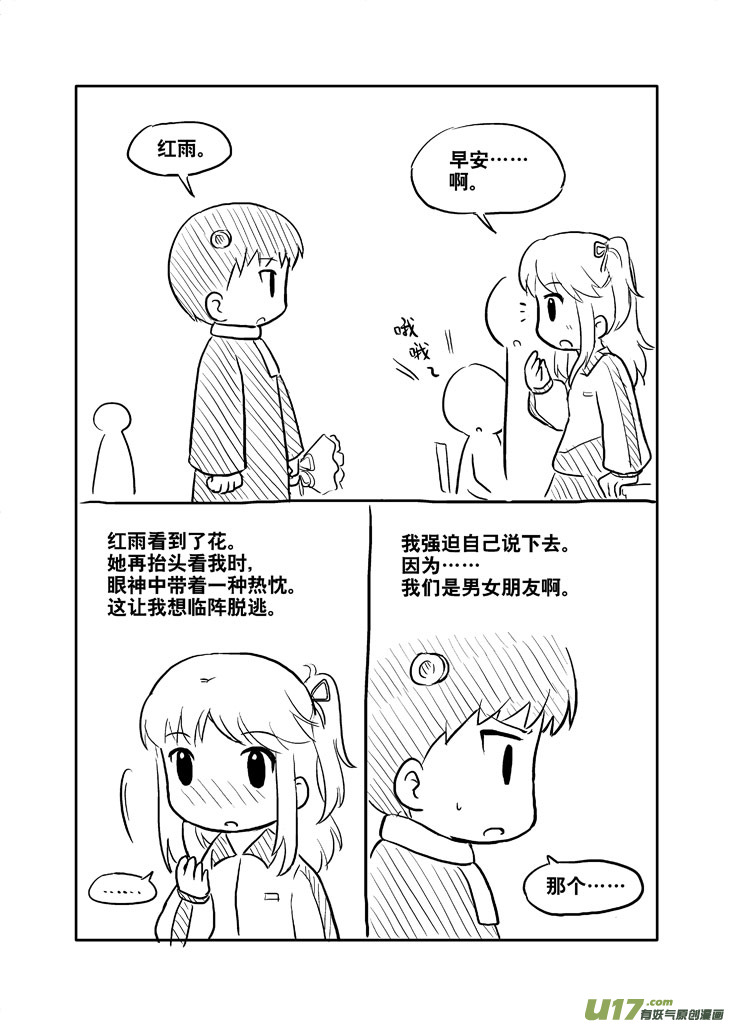 红雨。
早安……
啊。
哦
哦~
红雨看到了花。
她再抬头看我时，
眼神中带着一种热忱。
这让我想临阵脱逃。
……
我强迫自己说下去。
因为……
我们是男女朋友啊。
那个……
U17.com
有妖气原创漫画